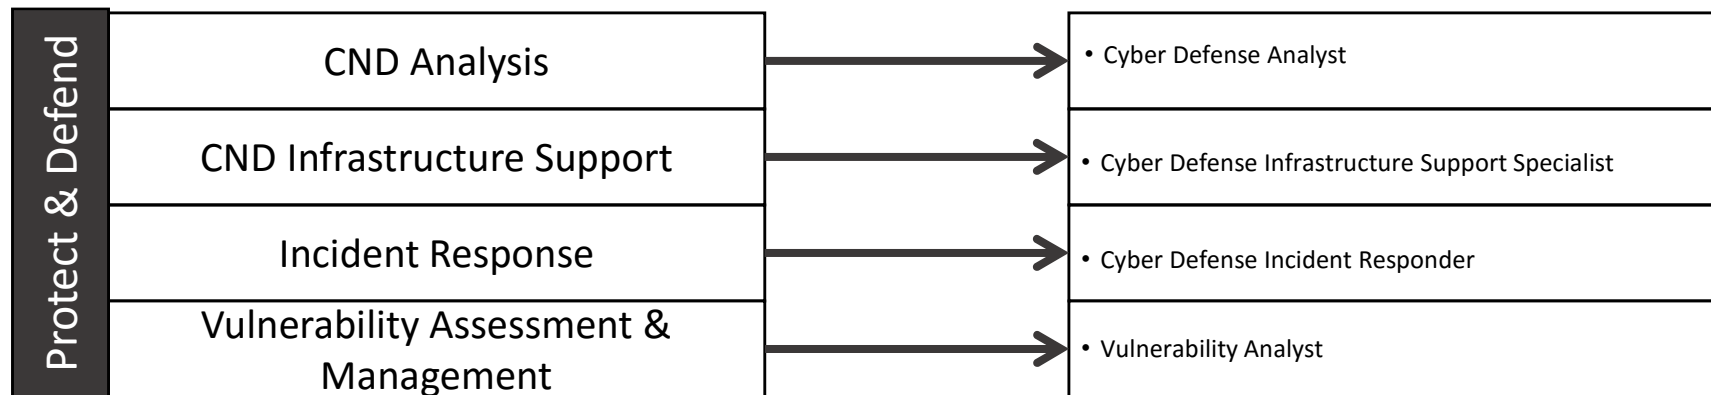 Protect & Defend
CND Analysis
• Cyber Defense Analyst
CND Infrastructure Support
• Cyber Defense Infrastructure Support Specialist
Incident Response
• Cyber Defense Incident Responder
Vulnerability Assessment &
Management
• Vulnerability Analyst